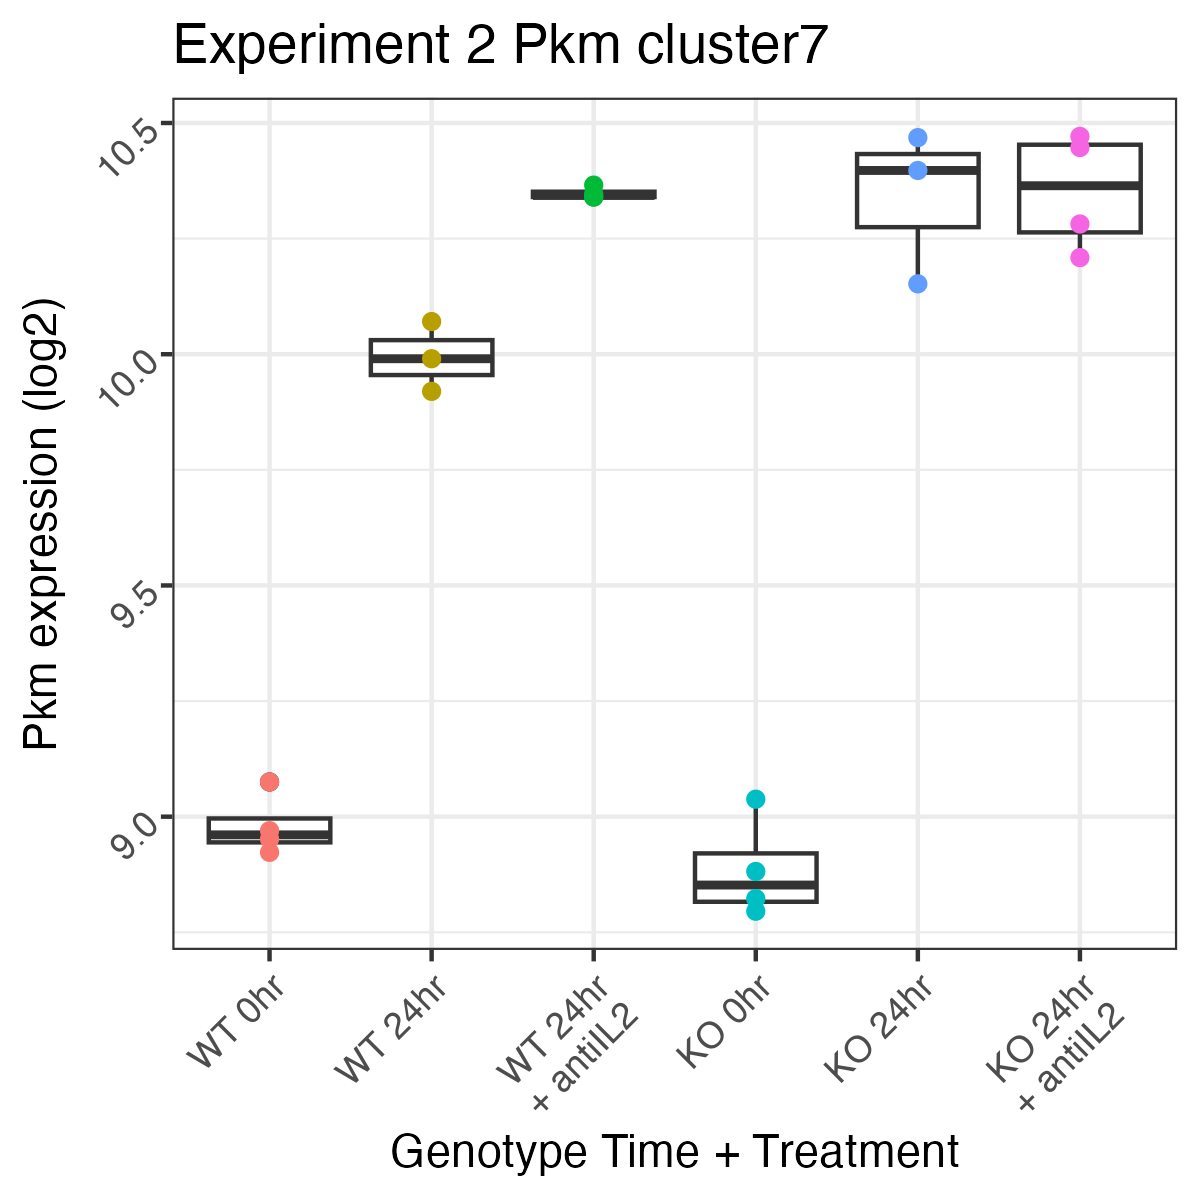 Experiment 2 Pkm cluster7
Pkm expression (log2)
10.5
10.0
9.5
9.0
WT 0hr
WT 24hr
WT 24hr
+ antiIL2
KO 0hr
KO 24hr
KO 24hr
+ antiIL2
Genotype Time + Treatment